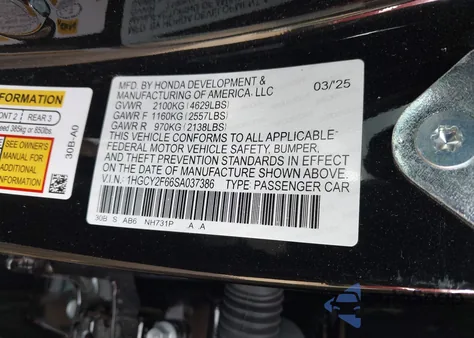 FORMATION
ONT 2 REAR 3
eed 385kg or 850lbs.
SEE OWNER'S
MANUAL FOR
ADDITIONAL
30B-A0
MFD. BY HONDA DEVELOPMENT &
MANUFACTURING OF AMERICA, LLC 03/'25
GVWR 2100KG(4629LBS)
GAWR F 1160KG(2557LBS)
GAWR R 970KG(2138LBS)
THIS VEHICLE CONFORMS TO ALL APPLICABLE
FEDERAL MOTOR VEHICLE SAFETY, BUMPER,
AND THEFT PREVENTION STANDARDS IN EFFECT
ON THE DATE OF MANUFACTURE SHOWN ABOVE.
V.I.N: 1HGCY2F66SA037386 TYPE PASSENGER CAR
30B S AB6 NH731P .A .A